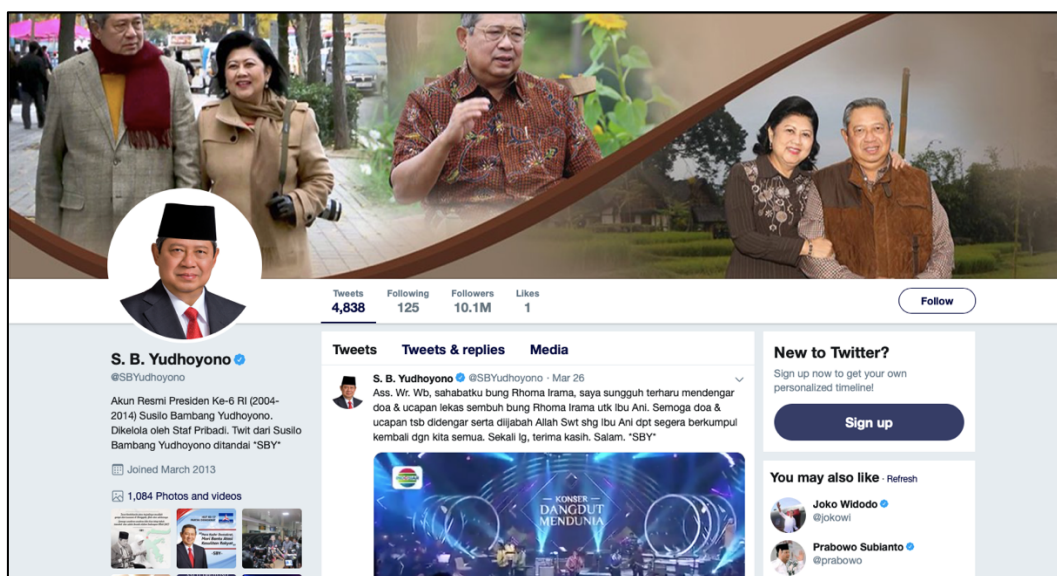 Tweets
4,838
Following
125
Followers
10.1M
Likes
1
Follow
S. B. Yudhoyono
@SBYudhoyono
Akun Resmi Presiden Ke-6 RI (2004-
2014) Susilo Bambang Yudhoyono.
Dikelola oleh Staf Pribadi. Twit dari Susilo
Bambang Yudhoyono ditandai *SBY*
Joined March 2013
1,084 Photos and videos
Tweets Tweets & replies Media
S. B. Yudhoyono @SBYudhoyono · Mar 26
Ass. Wr. Wb, sahabatku bung Rhoma Irama, saya sungguh terharu mendengar
doa & ucapan lekas sembuh bung Rhoma Irama utk Ibu Ani. Semoga doa &
ucapan tsb didengar serta diijabah Allah Swt shg Ibu Ani dpt segera berkumpul
kembali dgn kita semua. Sekali lg, terima kasih. Salam. *SBY*
KONSER
DANGDUT
MENDUNIA
New to Twitter?
Sign up now to get your own
personalized timeline!
Sign up
You may also like · Refresh
Joko Widodo
@jokowi
Prabowo Subianto
@prabowo